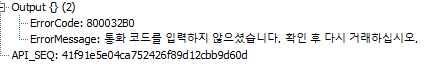 Output {} (2)
ErrorCode: 800032B0
ErrorMessage: 통화 코드를 입력하지 않으셨습니다. 확인 후 다시 거래하십시오.
API_SEQ: 41f91e5e04ca752426f89d12cbb9d60d